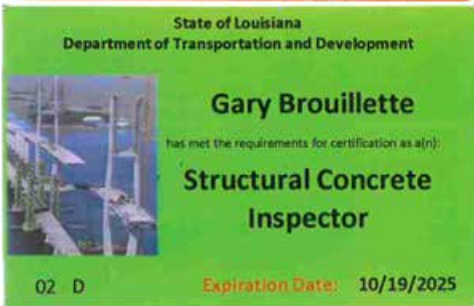 State of Louisiana
Department of Transportation and Development
Gary Brouillette
has met the requirements for certification as a(n):
Structural Concrete
Inspector
02 D
Expiration Date: 10/19/2025